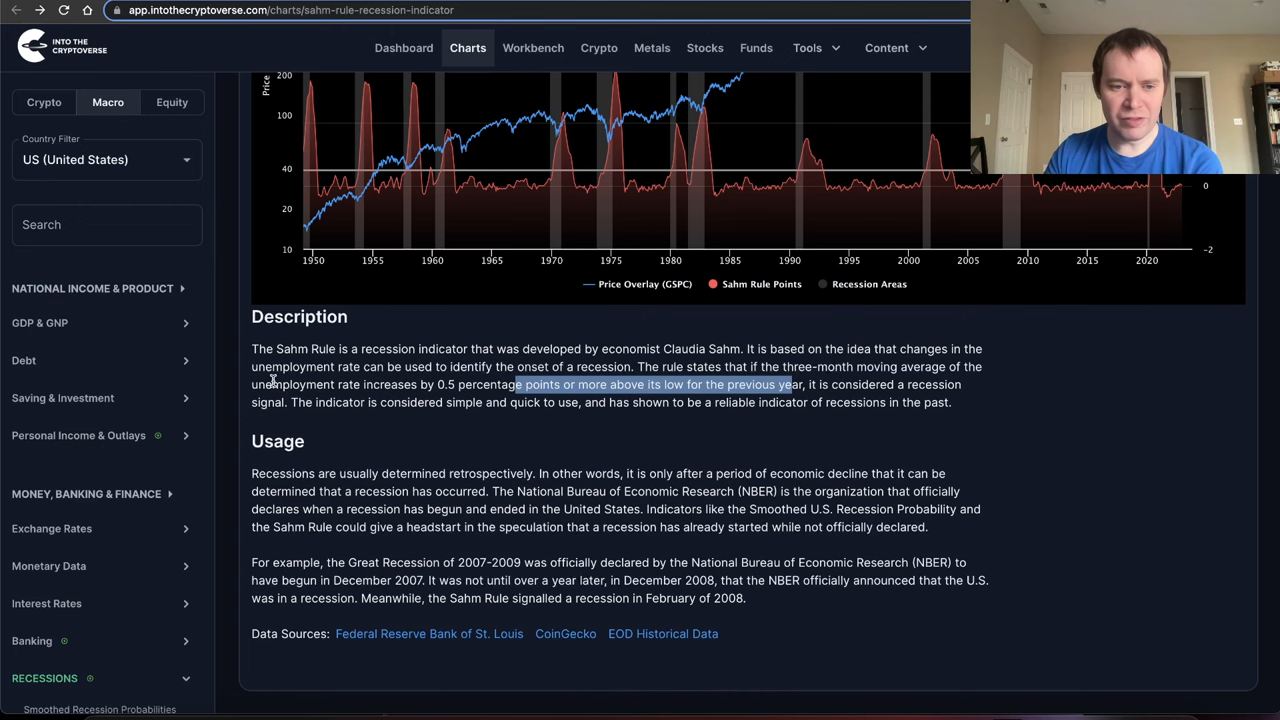 app.intothecryptoverse.com/charts/sahm-rule-recession-indicator
INTO THE
CRYPTOVERSE
Dashboard
Charts
Workbench
Crypto
Metals
Stocks
Funds
Tools
Content
Crypto
Macro
Equity
Country Filter
US (United States)
Search
NATIONAL INCOME & PRODUCT
GDP & GNP
Debt
Saving & Investment
Personal Income & Outlays
MONEY, BANKING & FINANCE
Exchange Rates
Monetary Data
Interest Rates
Banking
RECESSIONS
Smoothed Recession Probabilities
Price
200
100
40
20
10
0
-2
1950 1955 1960 1965 1970 1975 1980 1985 1990 1995 2000 2005 2010 2015 2020
Price Overlay (GSPC) Sahm Rule Points Recession Areas
Description
The Sahm Rule is a recession indicator that was developed by economist Claudia Sahm. It is based on the idea that changes in the
unemployment rate can be used to identify the onset of a recession. The rule states that if the three-month moving average of the
unemployment rate increases by 0.5 percentage points or more above its low for the previous year, it is considered a recession
signal. The indicator is considered simple and quick to use, and has shown to be a reliable indicator of recessions in the past.
Usage
Recessions are usually determined retrospectively. In other words, it is only after a period of economic decline that it can be
determined that a recession has occurred. The National Bureau of Economic Research (NBER) is the organization that officially
declares when a recession has begun and ended in the United States. Indicators like the Smoothed U.S. Recession Probability and
the Sahm Rule could give a headstart in the speculation that a recession has already started while not officially declared.
For example, the Great Recession of 2007-2009 was officially declared by the National Bureau of Economic Research (NBER) to
have begun in December 2007. It was not until over a year later, in December 2008, that the NBER officially announced that the U.S.
was in a recession. Meanwhile, the Sahm Rule signalled a recession in February of 2008.
Data Sources: Federal Reserve Bank of St. Louis CoinGecko EOD Historical Data